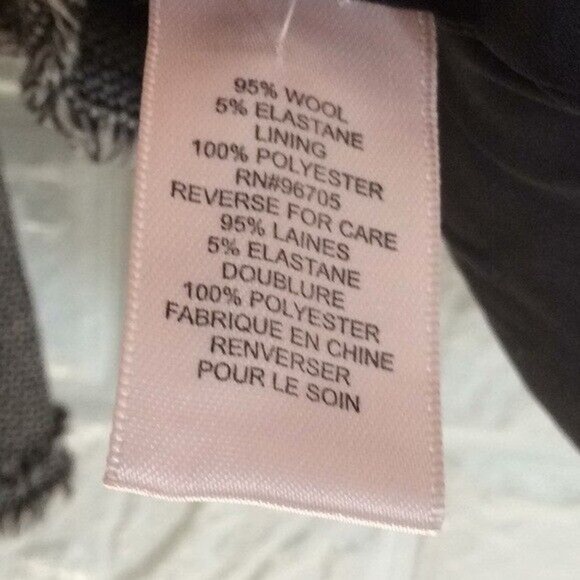 95% WOOL
5% ELASTANE
LINING
100% POLYESTER
RN#96705
REVERSE FOR CARE
95% LAINES
5% ELASTANE
DOUBLURE
100% POLYESTER
FABRIQUE EN CHINE
RENVERSER
POUR LE SOIN